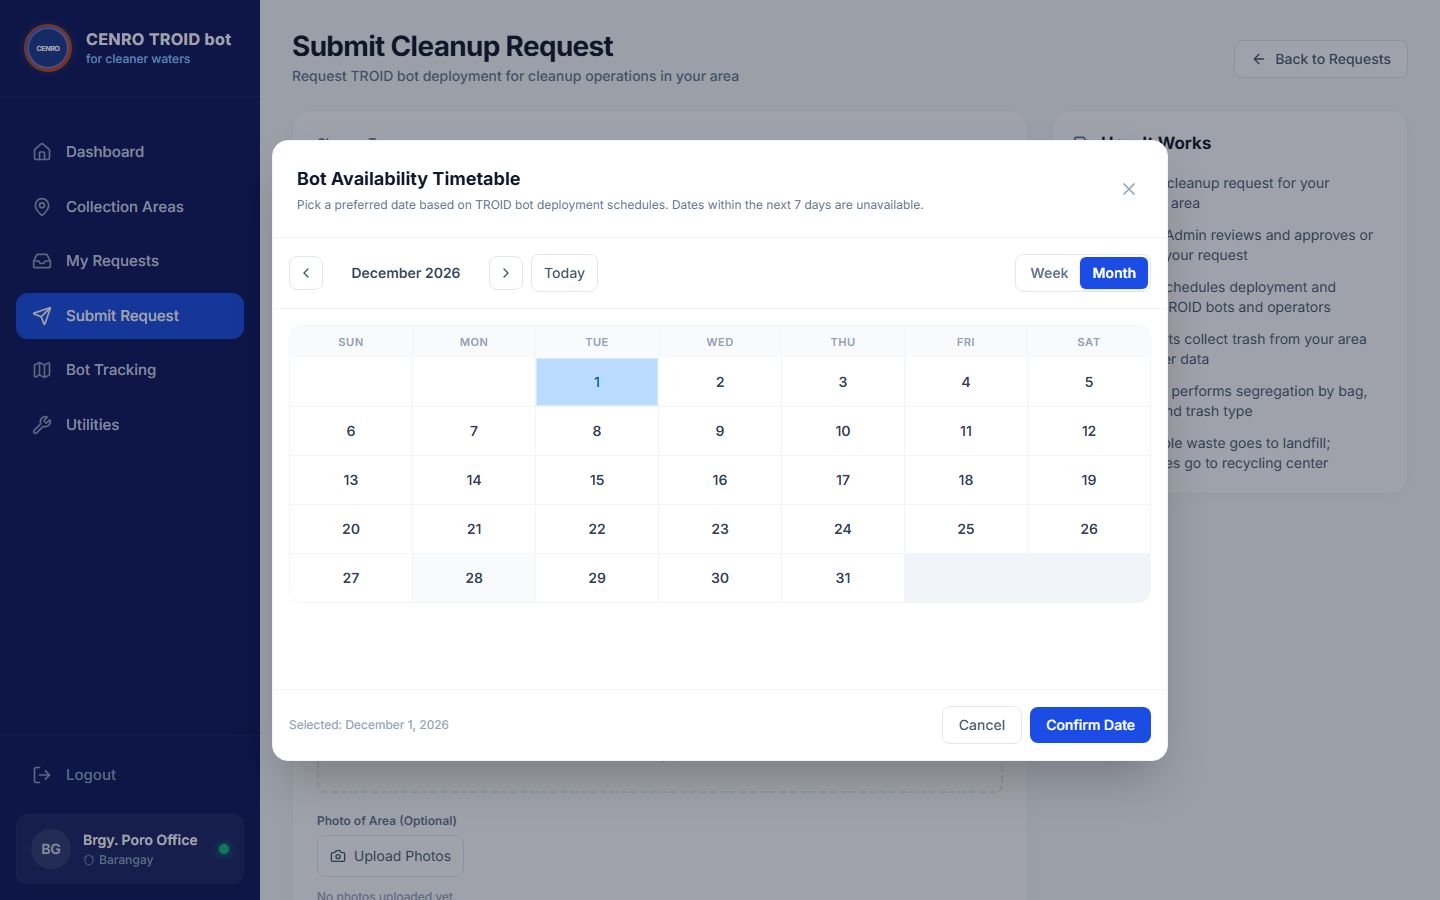 CENRO
CENRO TROID bot
for cleaner waters
Dashboard
Collection Areas
My Requests
Submit Request
Bot Tracking
Utilities
Logout
BG
Brgy. Poro Office
Barangay
Submit Cleanup Request
Request TROID bot deployment for cleanup operations in your area
Back to Requests
Works
cleanup request for your
area
Admin reviews and approves or
your request
deployment and
bots and operators
collect trash from your area
data
performs segregation by bag,
trash type
waste goes to landfill;
go to recycling center
Bot Availability Timetable
Pick a preferred date based on TROID bot deployment schedules. Dates within the next 7 days are unavailable.
December 2026
Today
Week
Month
SUN MON TUE WED THU FRI SAT
1 2 3 4 5
6 7 8 9 10 11 12
13 14 15 16 17 18 19
20 21 22 23 24 25 26
27 28 29 30 31
Selected: December 1, 2026
Cancel
Confirm Date
Photo of Area (Optional)
Upload Photos
No photos uploaded yet.